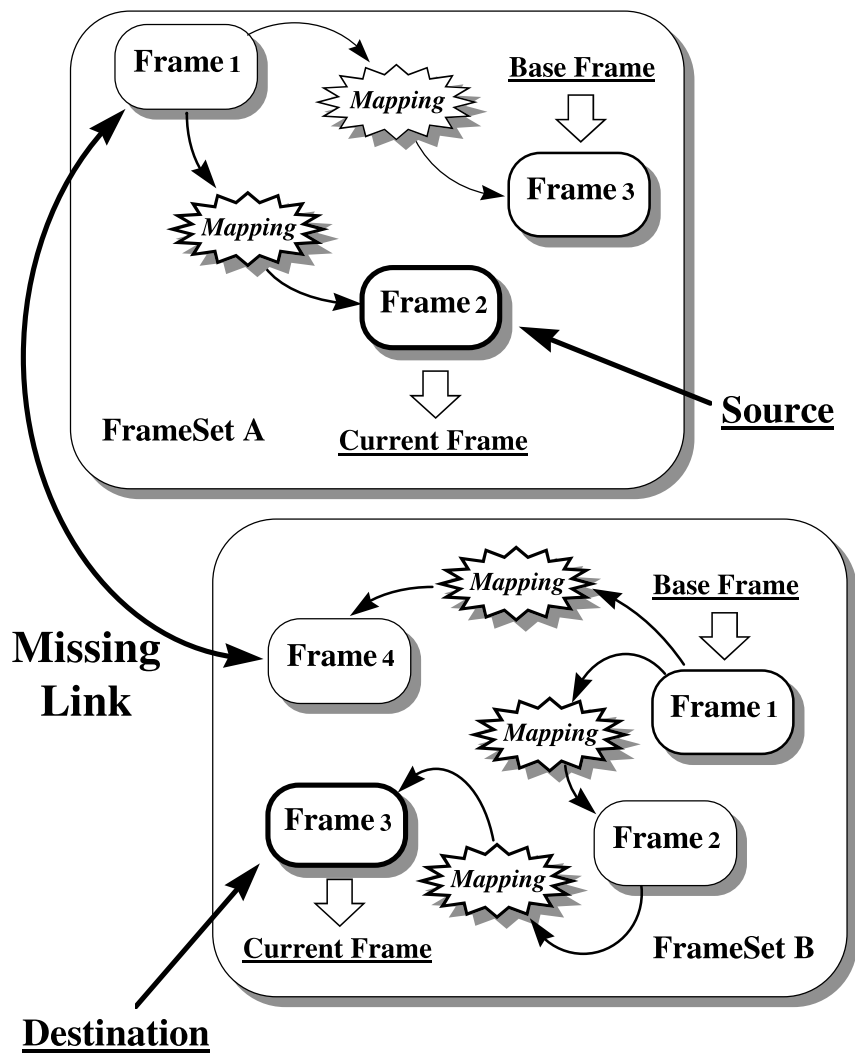 Frame 1
Mapping
Base Frame
Frame 3
Mapping
Frame 2
Source
FrameSet A
Current Frame
Mapping
Base Frame
Missing
Link
Frame 4
Frame 1
Mapping
Frame 3
Frame 2
Mapping
Current Frame
FrameSet B
Destination